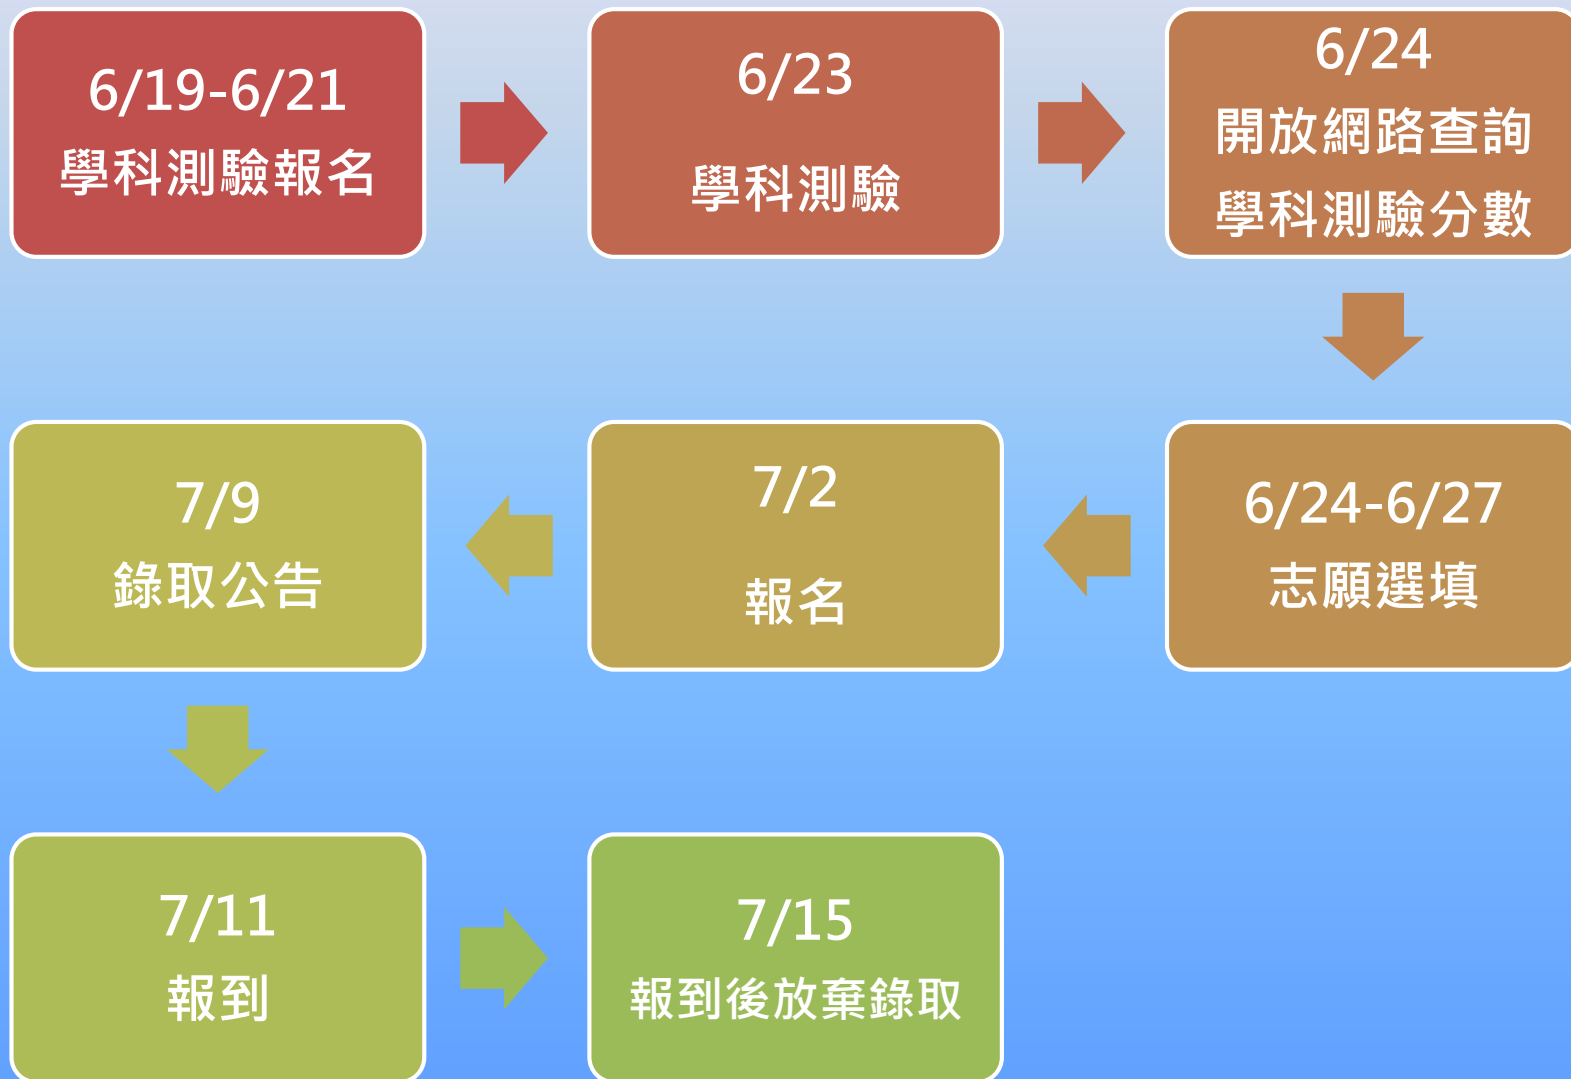 6/19-6/21
學科測驗報名
6/23
學科測驗
6/24
開放網路查詢
學科測驗分數
6/24-6/27
志願選填
7/2
報名
7/9
錄取公告
7/11
報到
7/15
報到後放棄錄取